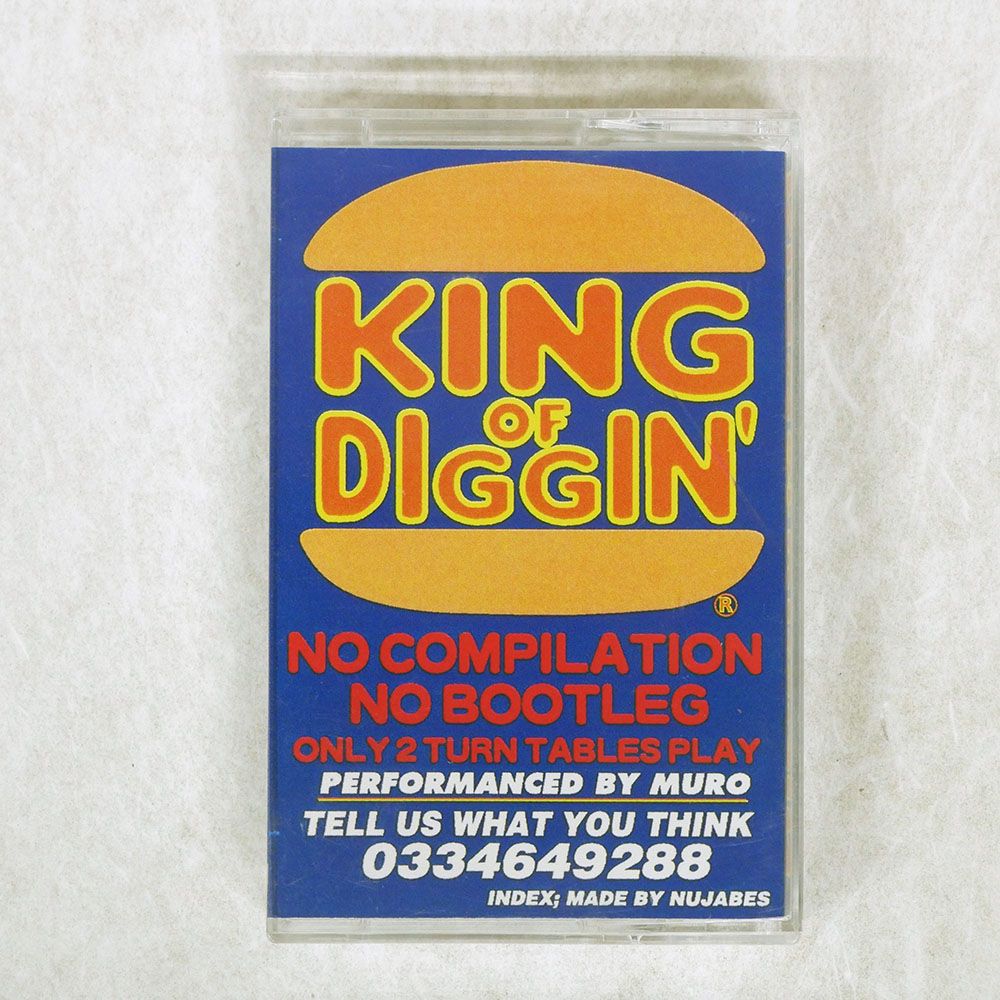 KING
OF
DIGGIN'
®
NO COMPILATION
NO BOOTLEG
ONLY 2 TURN TABLES PLAY
PERFORMANCED BY MURO
TELL US WHAT YOU THINK
0334649288
INDEX; MADE BY NUJABES